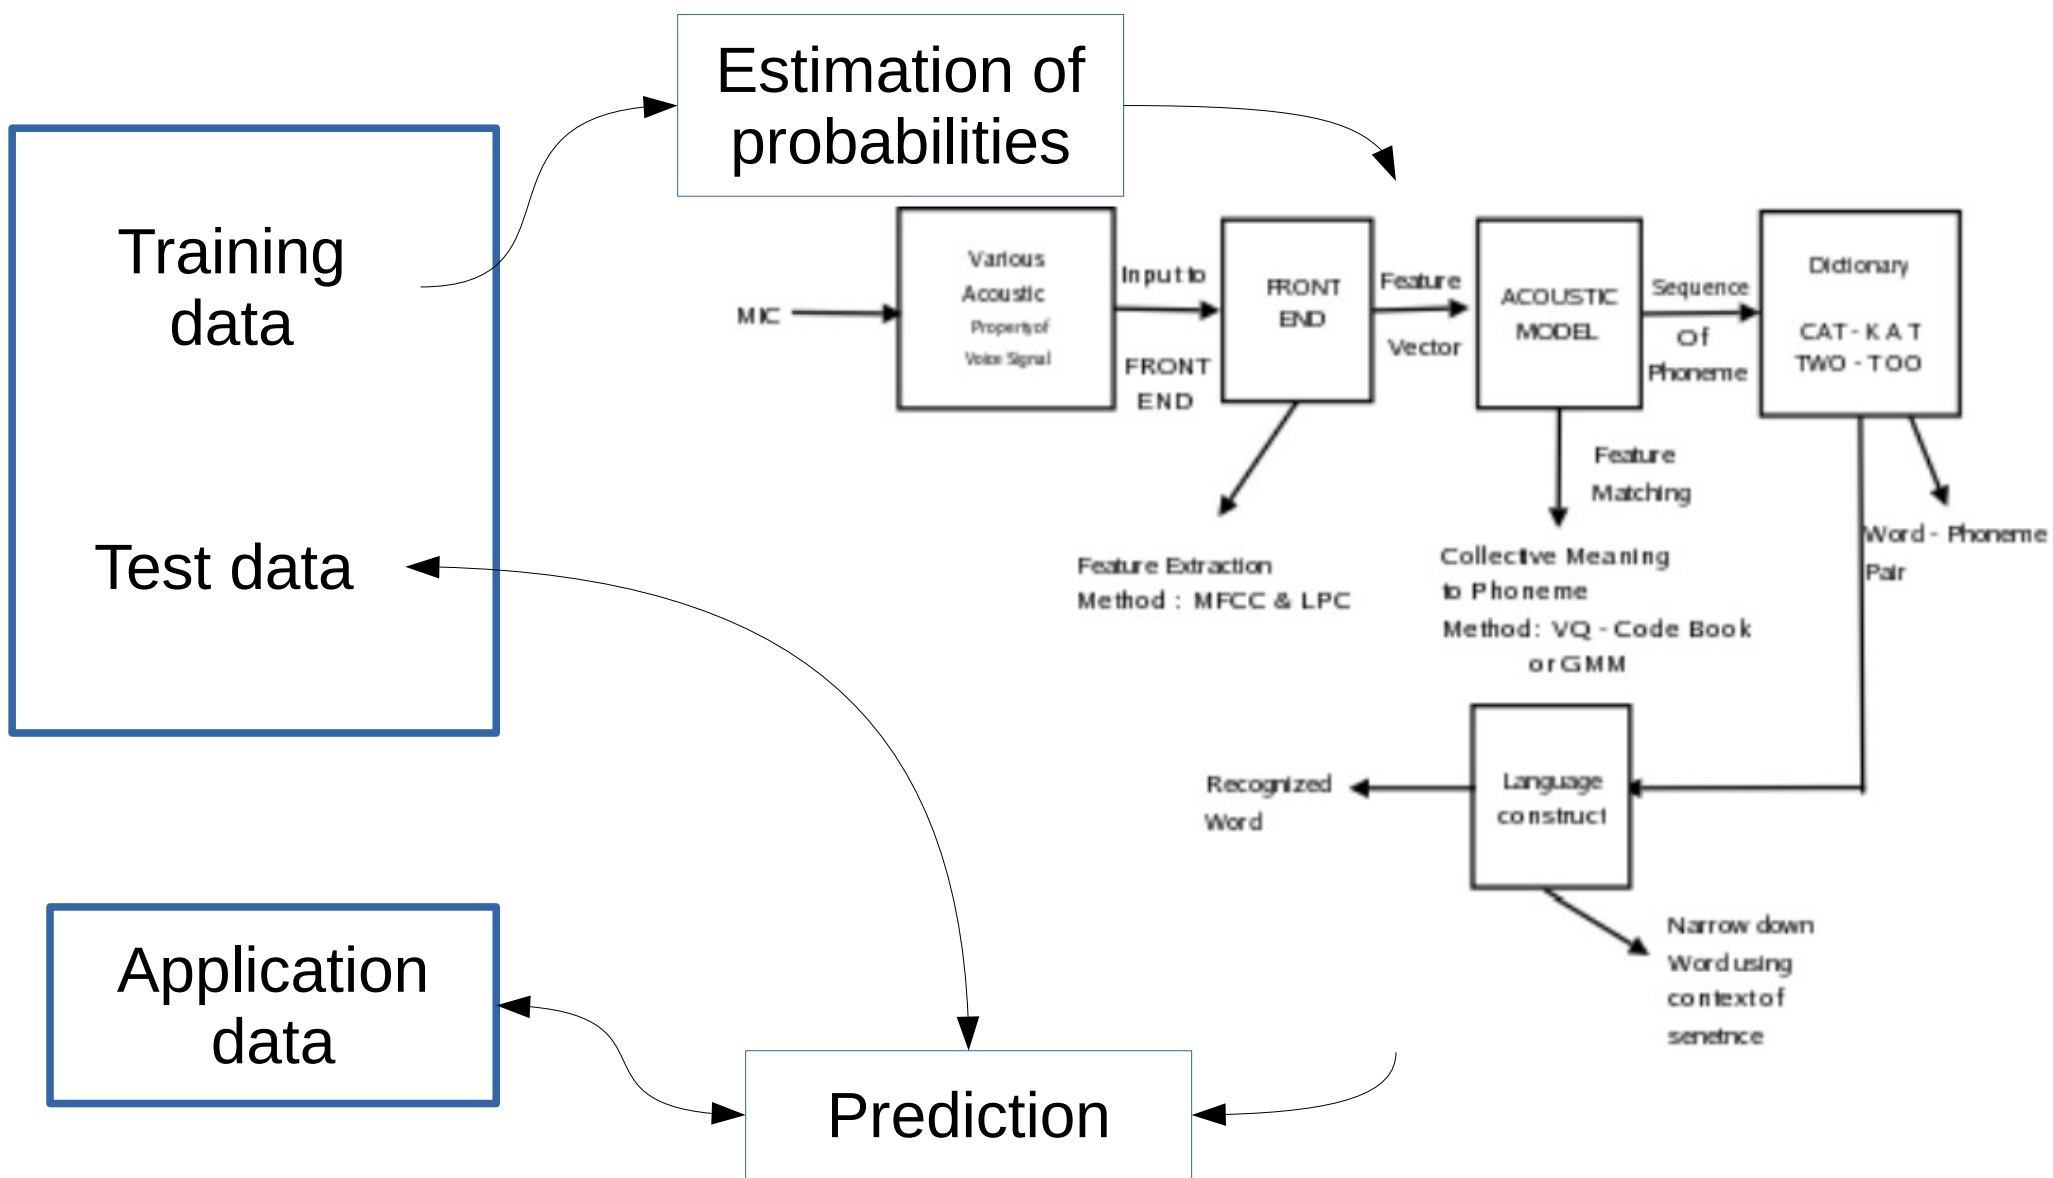 Estimation of
probabilities
Training
data
Test data
Application
data
Prediction
MIC
Various
Acoustic
Property of
Voice Signal
Input to
FRONT
END
FRONT
END
Feature
Vector
Feature Extraction
Method : MFCC & LPC
ACOUSTIC
MODEL
Feature
Matching
Collective Meaning
to Phoneme
Method: VQ - Code Book
or GMM
Sequence
Of
Phoneme
Dictionary
CAT - K A T
TWO - TOO
Word - Phoneme
Pair
Language
construct
Recognized
Word
Narrow down
Word using
context of
senetnce